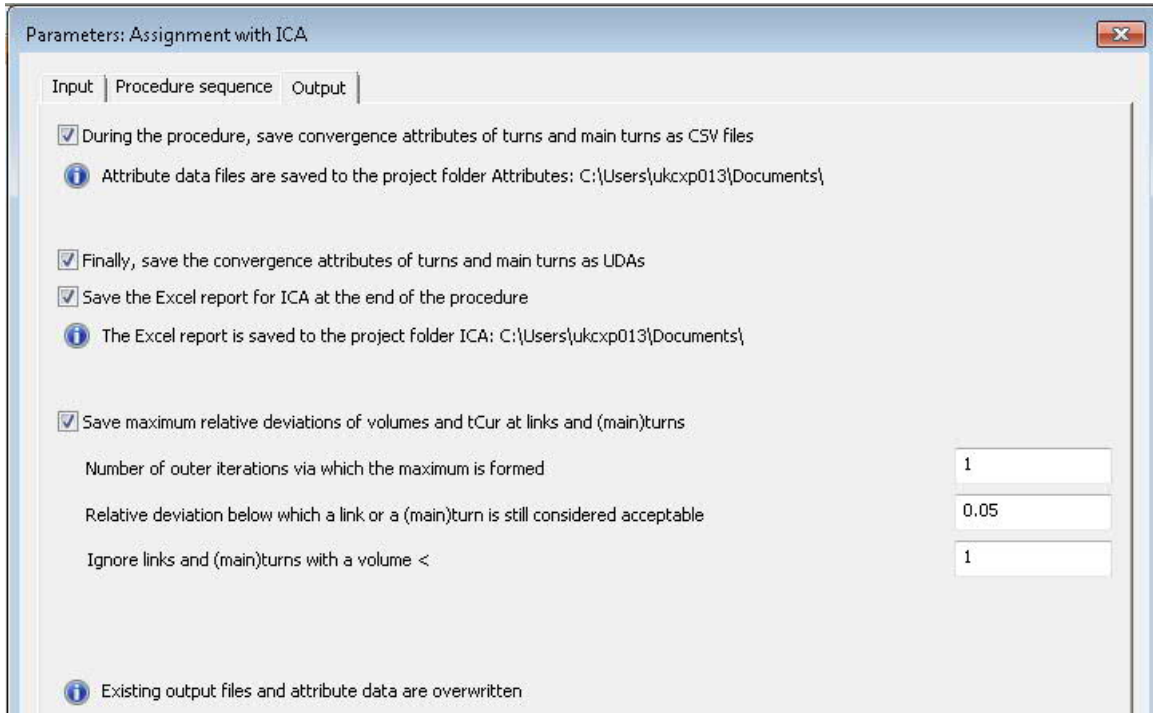 Parameters: Assignment with ICA
Input Procedure sequence Output
During the procedure, save convergence attributes of turns and main turns as CSV files
Attribute data files are saved to the project folder Attributes: C:\Users\ukcxp013\Documents\
Finally, save the convergence attributes of turns and main turns as UDAs
Save the Excel report for ICA at the end of the procedure
The Excel report is saved to the project folder ICA: C:\Users\ukcxp013\Documents\
Save maximum relative deviations of volumes and tCur at links and (main)turns
Number of outer iterations via which the maximum is formed 1
Relative deviation below which a link or a (main)turn is still considered acceptable 0.05
Ignore links and (main)turns with a volume < 1
Existing output files and attribute data are overwritten